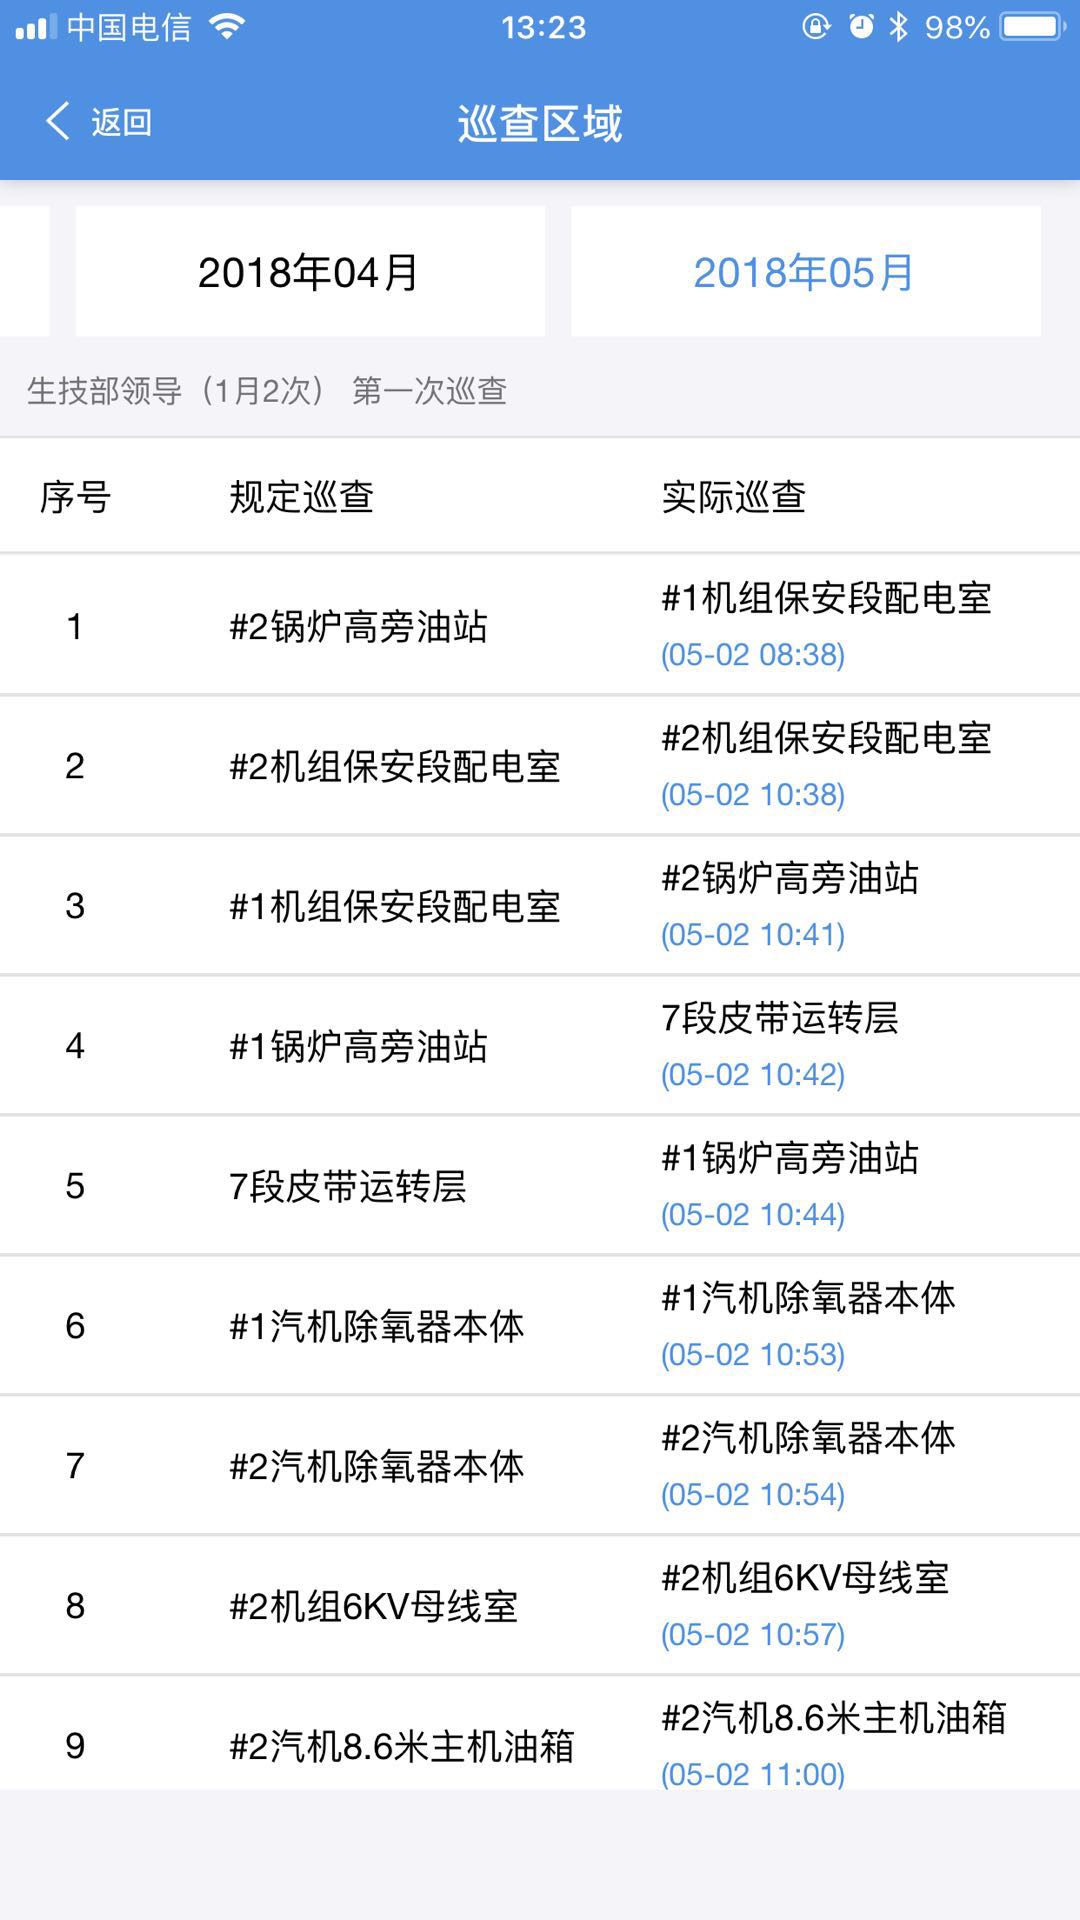 中国电信 13:23 98%
返回 巡查区域
2018年04月 2018年05月
生技部领导（1月2次） 第一次巡查
序号 规定巡查 实际巡查
1 #2锅炉高旁油站 #1机组保安段配电室
(05-02 08:38)
2 #2机组保安段配电室 #2机组保安段配电室
(05-02 10:38)
3 #1机组保安段配电室 #2锅炉高旁油站
(05-02 10:41)
4 #1锅炉高旁油站 7段皮带运转层
(05-02 10:42)
5 7段皮带运转层 #1锅炉高旁油站
(05-02 10:44)
6 #1汽机除氧器本体 #1汽机除氧器本体
(05-02 10:53)
7 #2汽机除氧器本体 #2汽机除氧器本体
(05-02 10:54)
8 #2机组6KV母线室 #2机组6KV母线室
(05-02 10:57)
9 #2汽机8.6米主机油箱 #2汽机8.6米主机油箱
(05-02 11:00)